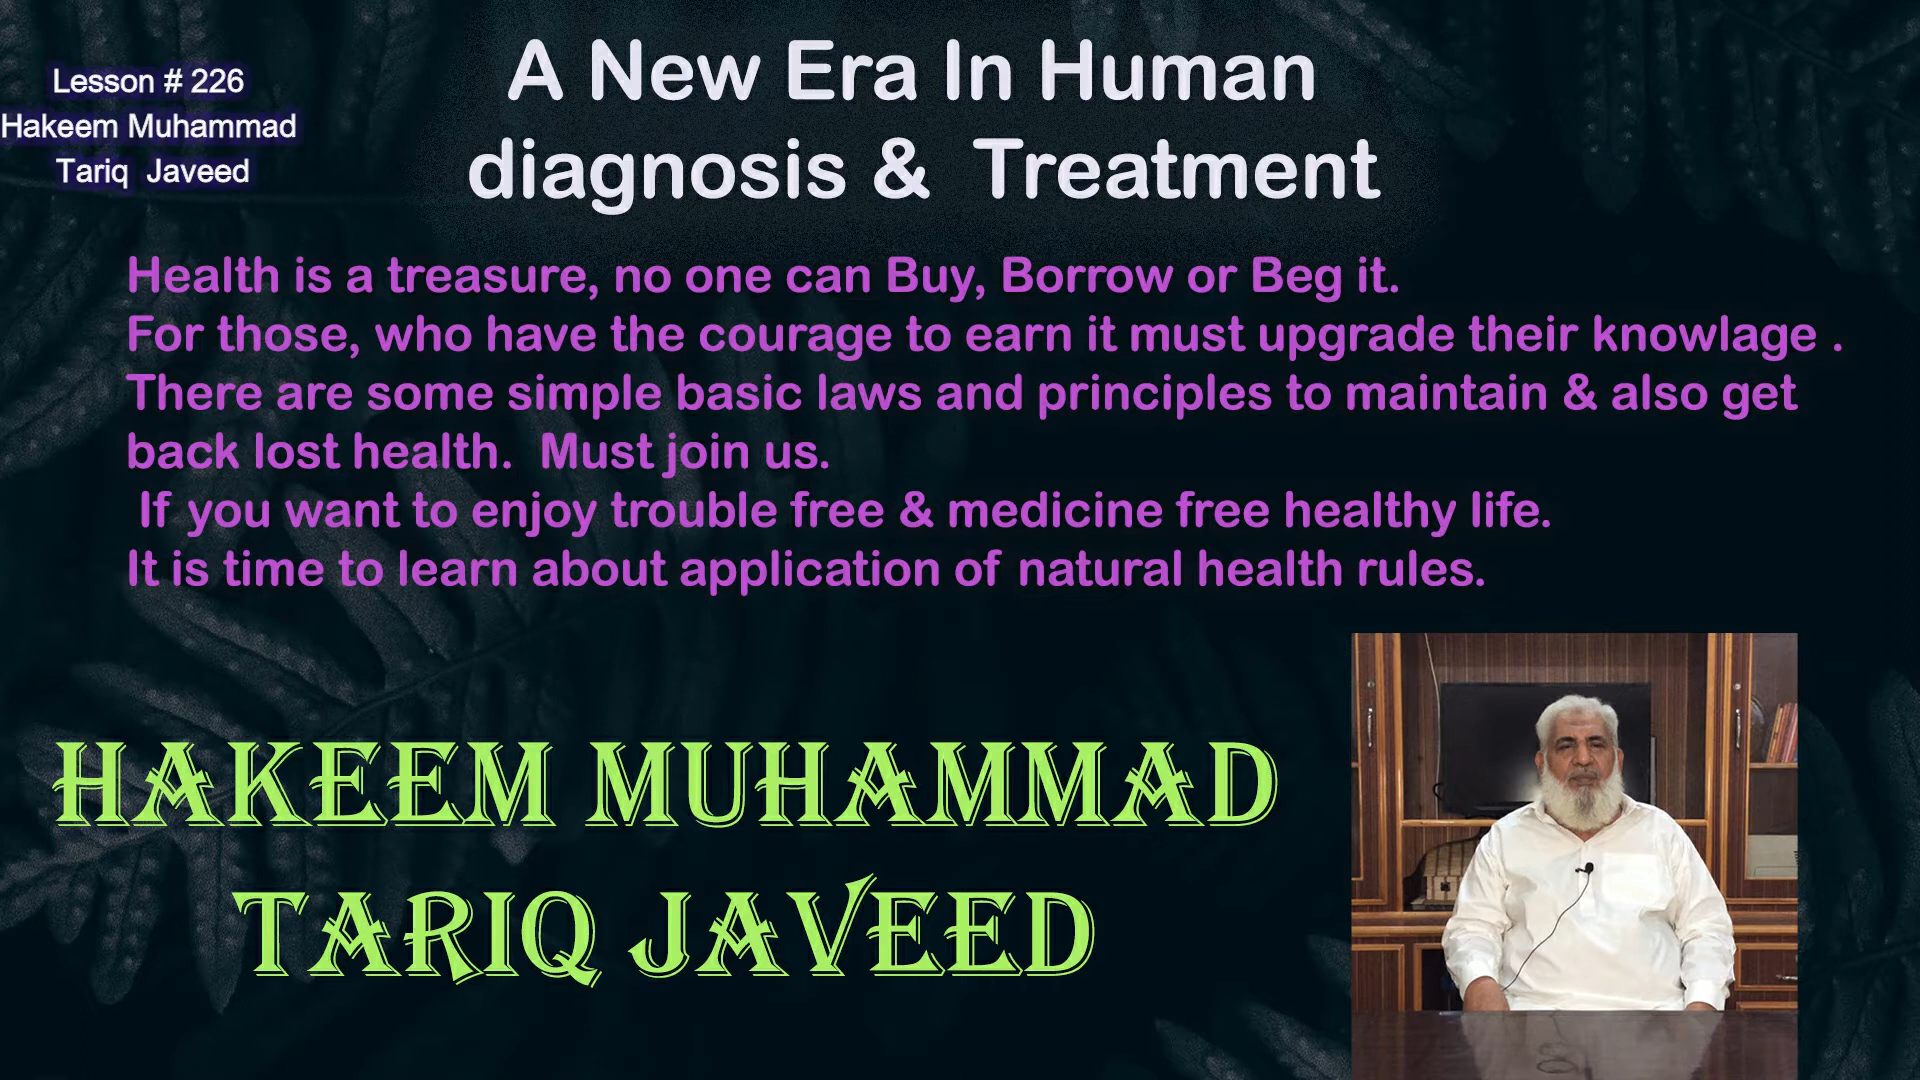 Lesson # 226
Hakeem Muhammad
Tariq Javeed
A New Era In Human
diagnosis & Treatment
Health is a treasure, no one can Buy, Borrow or Beg it.
For those, who have the courage to earn it must upgrade their knowlage .
There are some simple basic laws and principles to maintain & also get
back lost health. Must join us.
If you want to enjoy trouble free & medicine free healthy life.
It is time to learn about application of natural health rules.
HAKEEM MUHAMMAD
TARIQ JAVEED